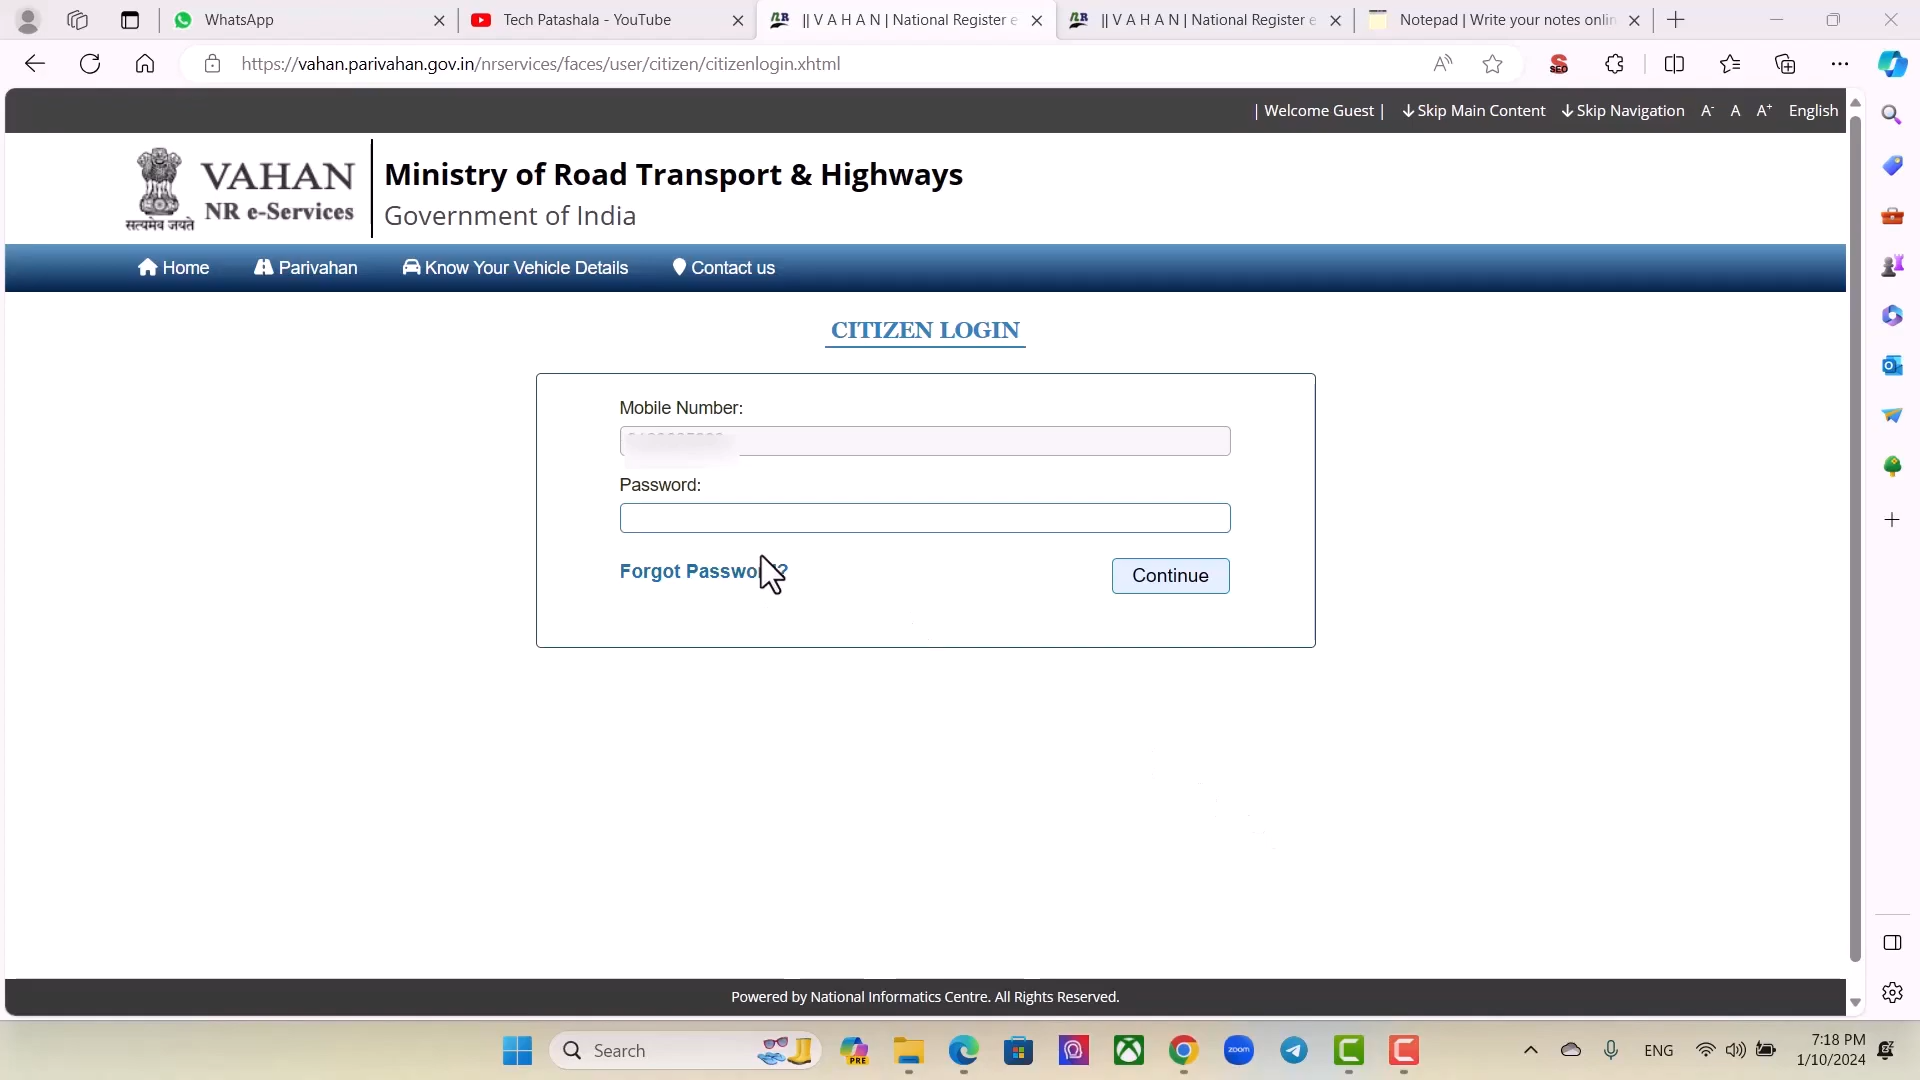 WhatsApp
Tech Patashala - YouTube
|| V A H A N | National Register e
|| V A H A N | National Register e
Notepad | Write your notes onlin
https://vahan.parivahan.gov.in/nrservices/faces/user/citizen/citizenlogin.xhtml
| Welcome Guest | ↓Skip Main Content ↓Skip Navigation A- A A+ English
सत्यमेव जयते
VAHAN
NR e-Services
Ministry of Road Transport & Highways
Government of India
Home Parivahan Know Your Vehicle Details Contact us
CITIZEN LOGIN
Mobile Number:
Password:
Forgot Password?
Continue
Powered by National Informatics Centre. All Rights Reserved.
Search
PRE
zoom
ENG
7:18 PM
1/10/2024